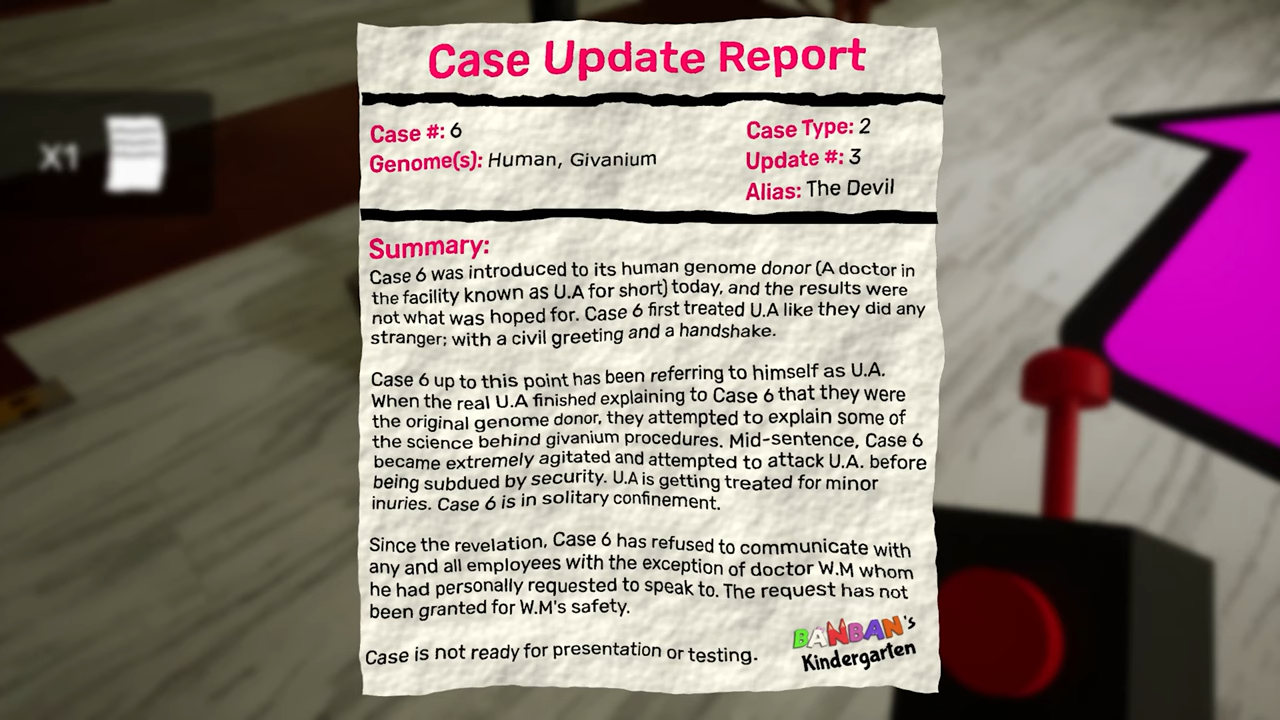 Case Update Report
Case #: 6
Genome(s): Human, Givanium
Case Type: 2
Update #: 3
Alias: The Devil
X1
Summary:
Case 6 was introduced to its human genome donor (A doctor in
the facility known as U.A for short) today, and the results were
not what was hoped for. Case 6 first treated U.A like they did any
stranger; with a civil greeting and a handshake.
Case 6 up to this point has been referring to himself as U.A.
When the real U.A finished explaining to Case 6 that they were
the original genome donor, they attempted to explain some of
the science behind givanium procedures. Mid-sentence, Case 6
became extremely agitated and attempted to attack U.A. before
being subdued by security. U.A is getting treated for minor
inuries. Case 6 is in solitary confinement.
Since the revelation, Case 6 has refused to communicate with
any and all employees with the exception of doctor W.M whom
he had personally requested to speak to. The request has not
been granted for W.M's safety.
Case is not ready for presentation or testing.
BANBAN's
Kindergarten